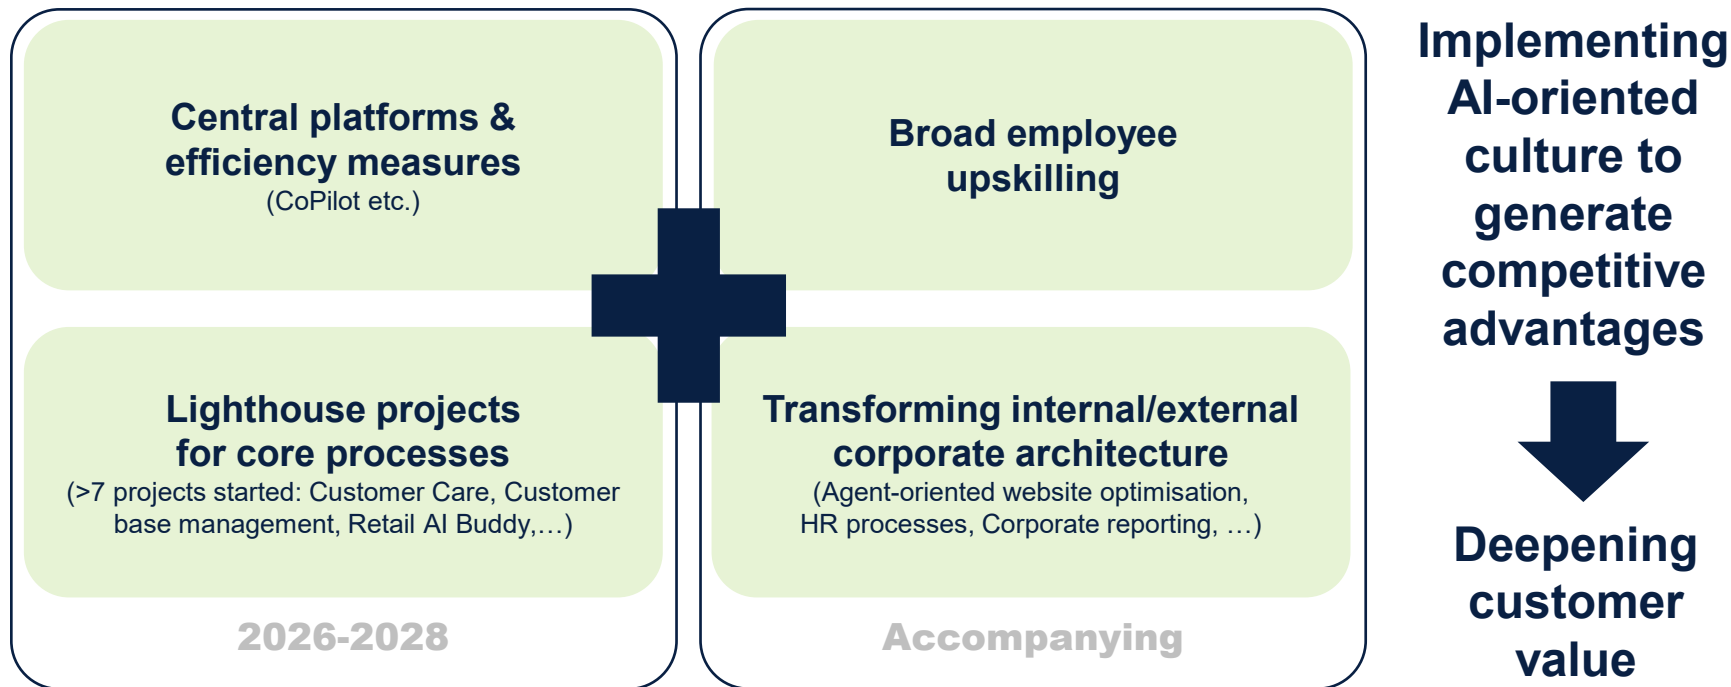 Central platforms &
efficiency measures
(CoPilot etc.)
Lighthouse projects
for core processes
(>7 projects started: Customer Care, Customer
base management, Retail AI Buddy,…)
2026-2028
Broad employee
upskilling
Transforming internal/external
corporate architecture
(Agent-oriented website optimisation,
HR processes, Corporate reporting, …)
Accompanying
Implementing
AI-oriented
culture to
generate
competitive
advantages
Deepening
customer
value